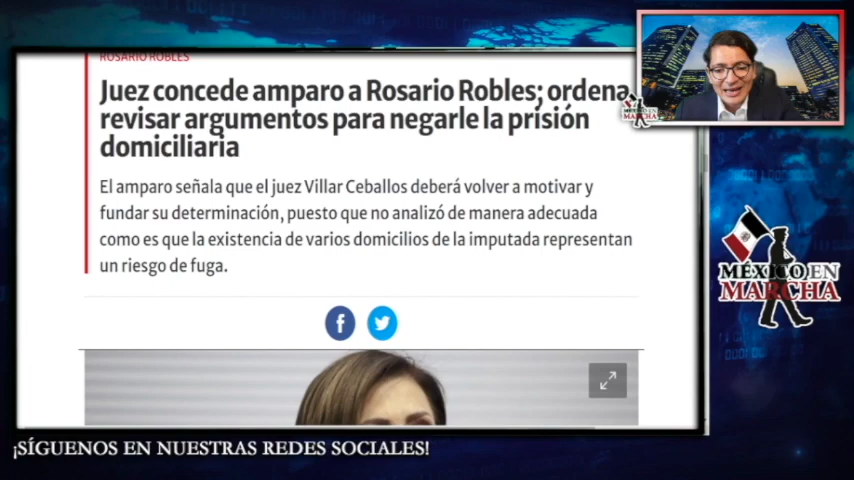 ROSARIO ROBLES
Juez concede amparo a Rosario Robles; ordena
revisar argumentos para negarle la prisión
domiciliaria
El amparo señala que el juez Villar Ceballos deberá volver a motivar y
fundar su determinación, puesto que no analizó de manera adecuada
como es que la existencia de varios domicilios de la imputada representan
un riesgo de fuga.
MÉXICO EN
MARCHA
MÉXICO EN
MARCHA
¡SÍGUENOS EN NUESTRAS REDES SOCIALES!